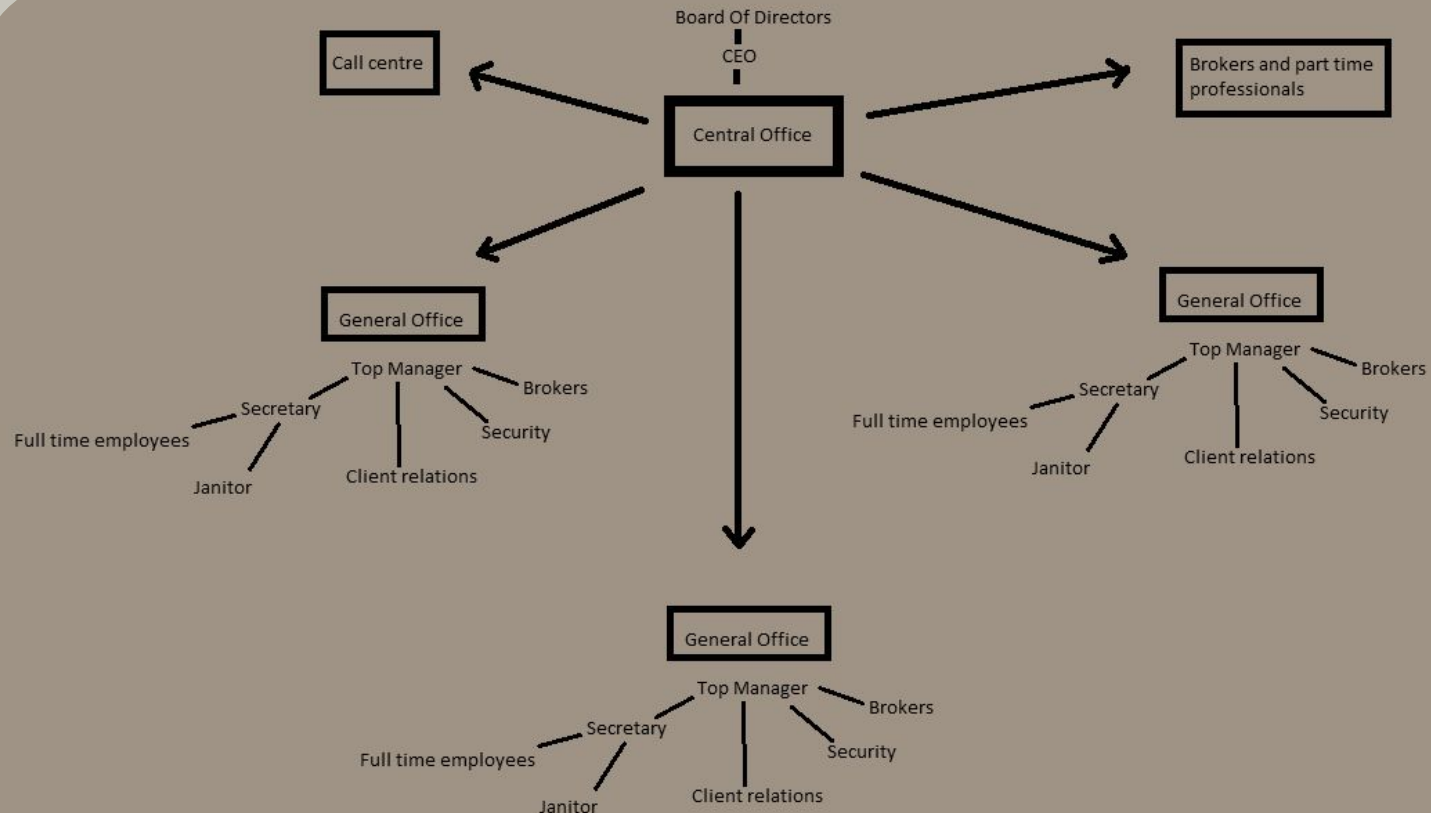 Board Of Directors
CEO
Call centre
Central Office
Brokers and part time
professionals
General Office
Top Manager
Brokers
Secretary
Security
Full time employees
Client relations
Janitor
General Office
Top Manager
Brokers
Secretary
Security
Full time employees
Client relations
Janitor
General Office
Top Manager
Brokers
Secretary
Security
Full time employees
Client relations
Janitor